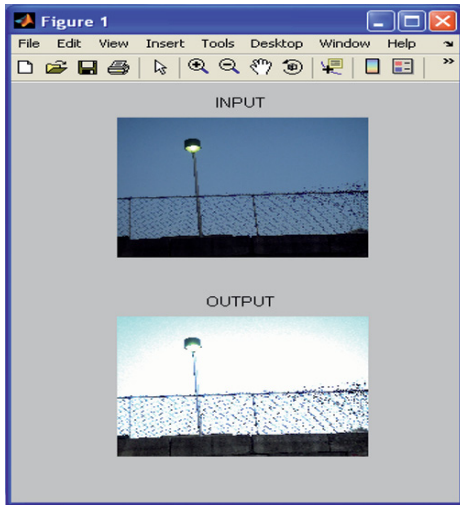 Figure 1
File Edit View Insert Tools Desktop Window Help
INPUT
OUTPUT